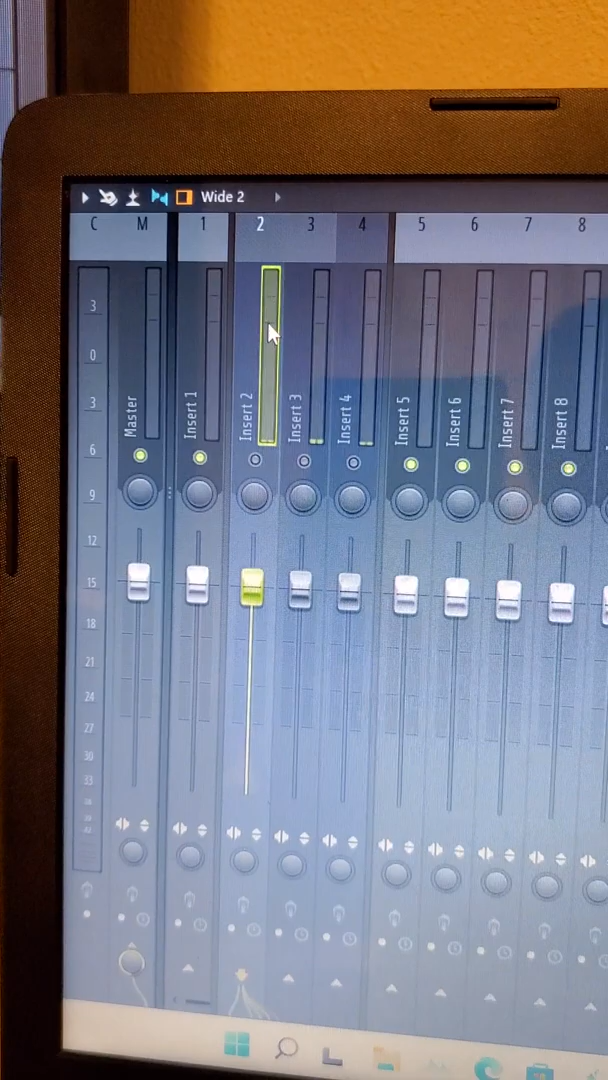 Wide 2
C M 1 2 3 4 5 6 7 8
3
0
3
6
9
12
15
18
21
24
27
30
33
Master
Insert 1
Insert 2
Insert 3
Insert 4
Insert 5
Insert 6
Insert 7
Insert 8